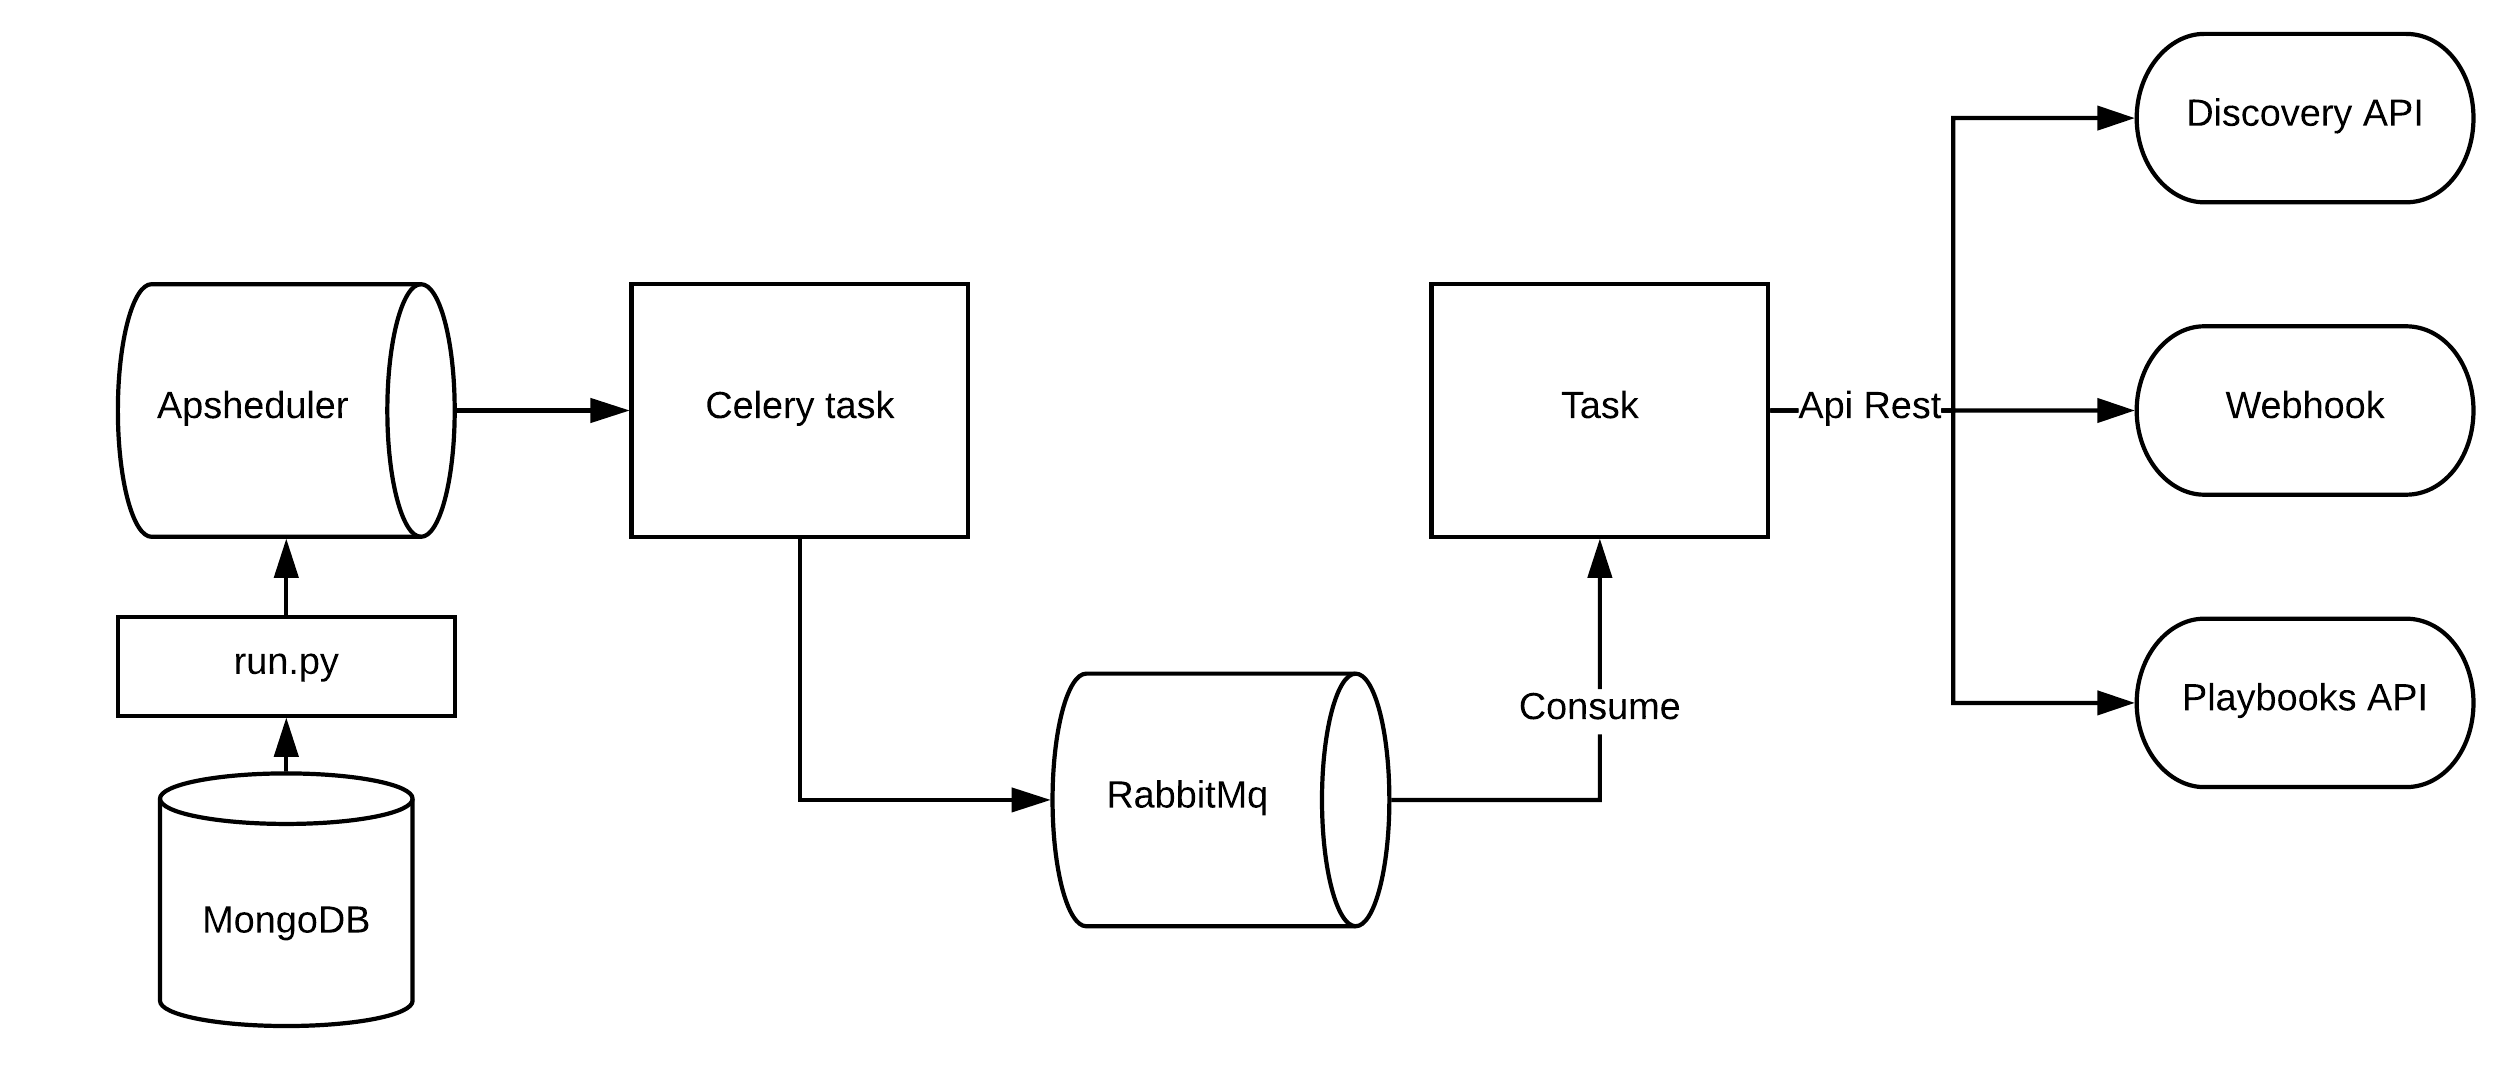 Discovery API
Apsheduler
Celery task
Task
Api Rest
Webhook
run.py
Consume
Playbooks API
RabbitMq
MongoDB